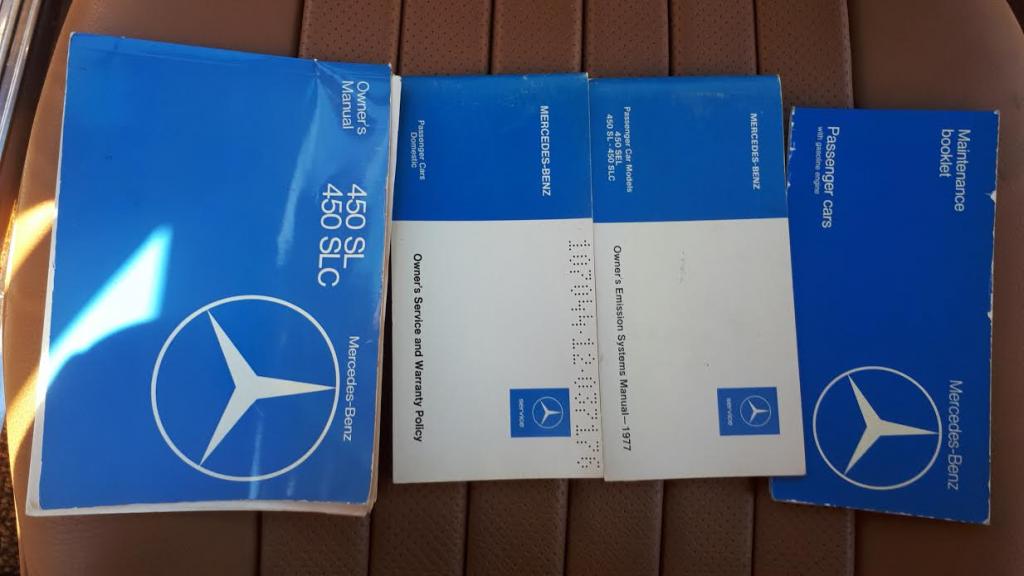 Owner's
Manual
450 SL
450 SLC
Mercedes-Benz
MERCEDES-BENZ
Passenger Cars
Domestic
Owner's Service and Warranty Policy
service
MERCEDES-BENZ
Passenger Car Models
450 SEL
450 SL · 450 SLC
Owner's Emission Systems Manual—1977
service
Maintenance
booklet
Passenger cars
with gasoline engine
Mercedes-Benz